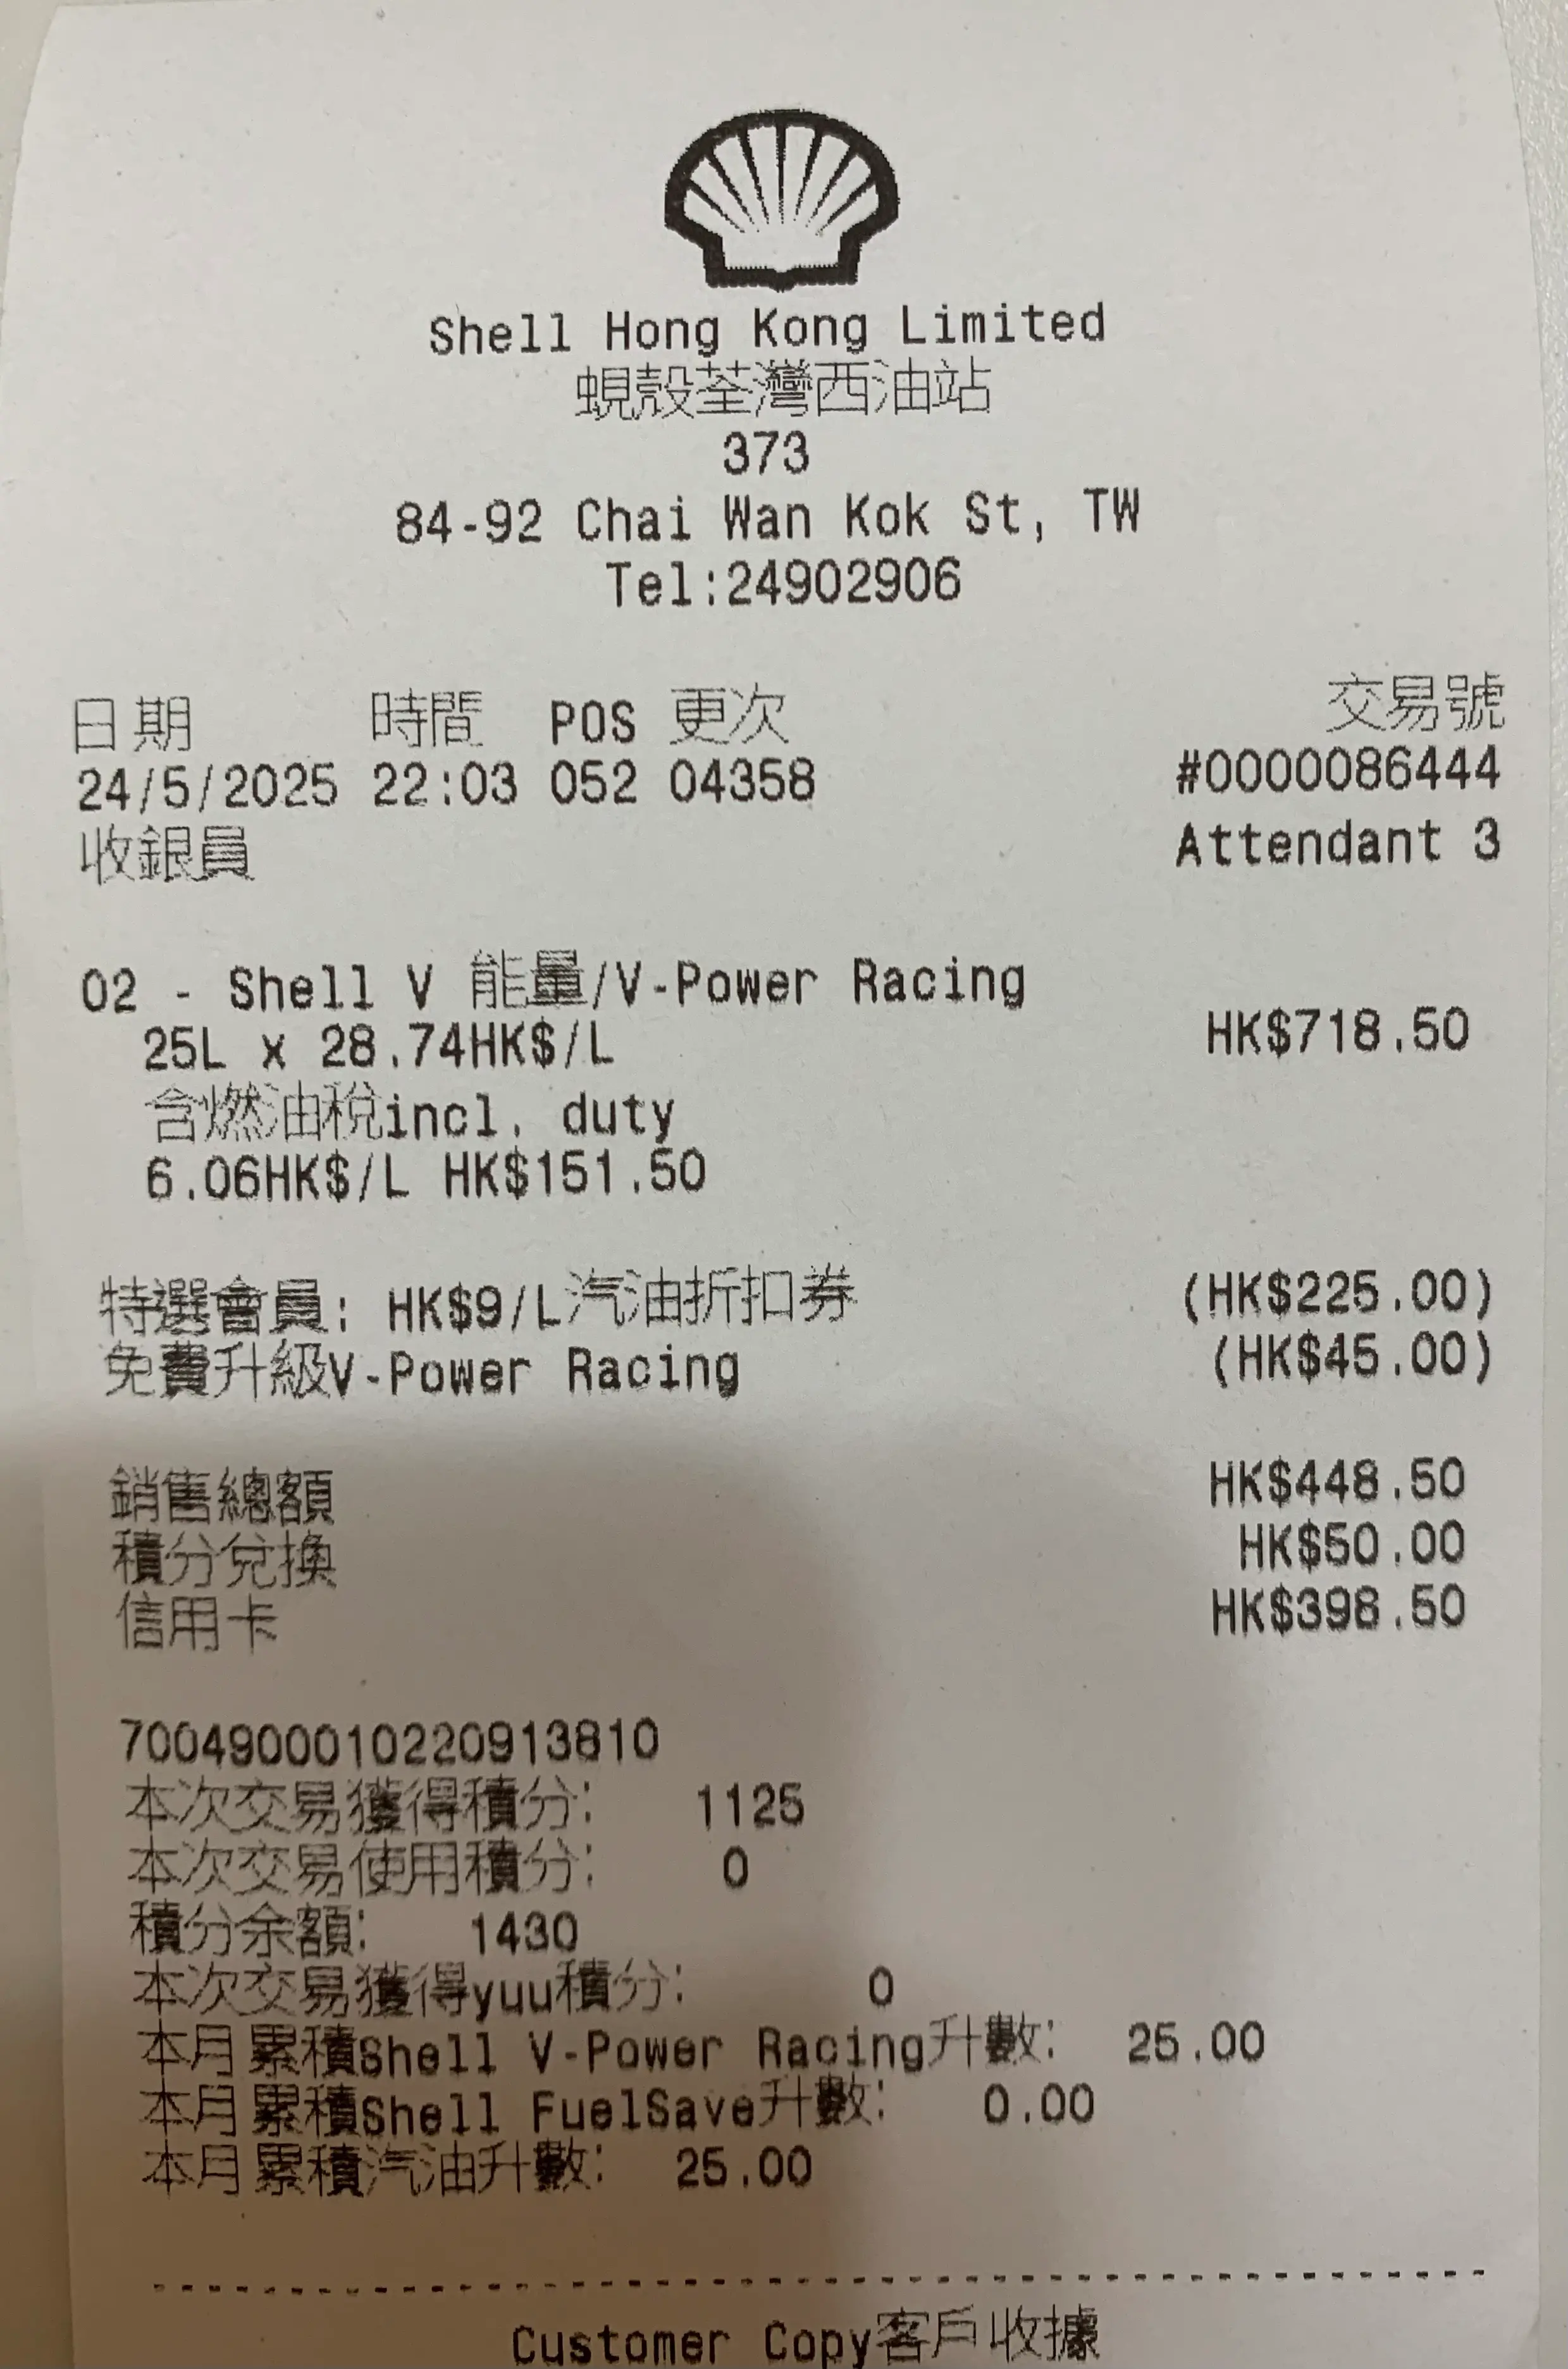 Shell Hong Kong Limited
蜆殼荃灣西油站
373
84-92 Chai Wan Kok St, TW
Tel:24902906
日期 時間 POS 更次 交易號
24/5/2025 22:03 052 04358 #0000086444
收銀員 Attendant 3
02 - Shell V 能量/V-Power Racing
25L x 28.74HK$/L HK$718.50
含燃油稅incl. duty
6.06HK$/L HK$151.50
特選會員: HK$9/L汽油折扣券 (HK$225.00)
免費升級V-Power Racing (HK$45.00)
銷售總額 HK$448.50
積分兌換 HK$50.00
信用卡 HK$398.50
7004900010220913810
本次交易獲得積分: 1125
本次交易使用積分: 0
積分余額: 1430
本次交易獲得yuu積分: 0
本月累積Shell V-Power Racing升數: 25.00
本月累積Shell FuelSave升數: 0.00
本月累積汽油升數: 25.00
Customer Copy客戶收據